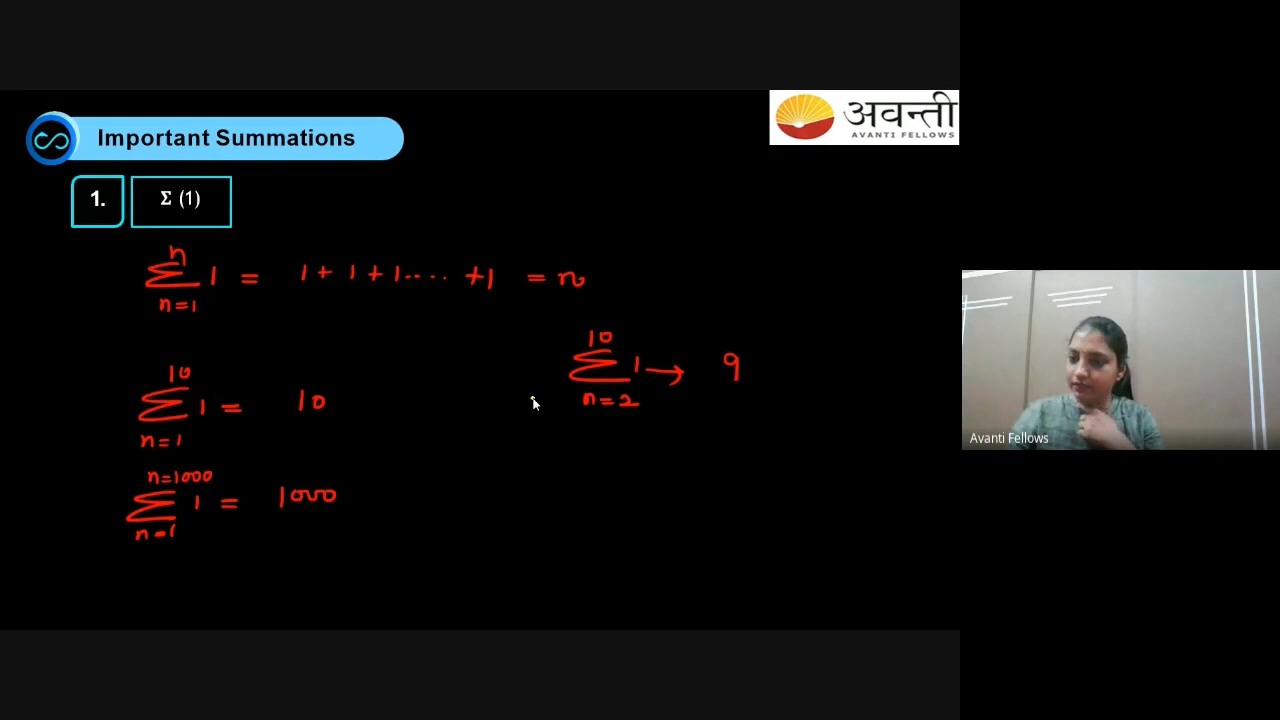 अवन्ती
AVANTI FELLOWS
Important Summations
1.
Σ (1)
n
∑ 1 = 1 + 1 + 1 .... + 1 = n
n=1
10
∑ 1 → 9
n=2
10
∑ 1 = 10
n=1
n=1000
∑ 1 = 1000
n=1
Avanti Fellows